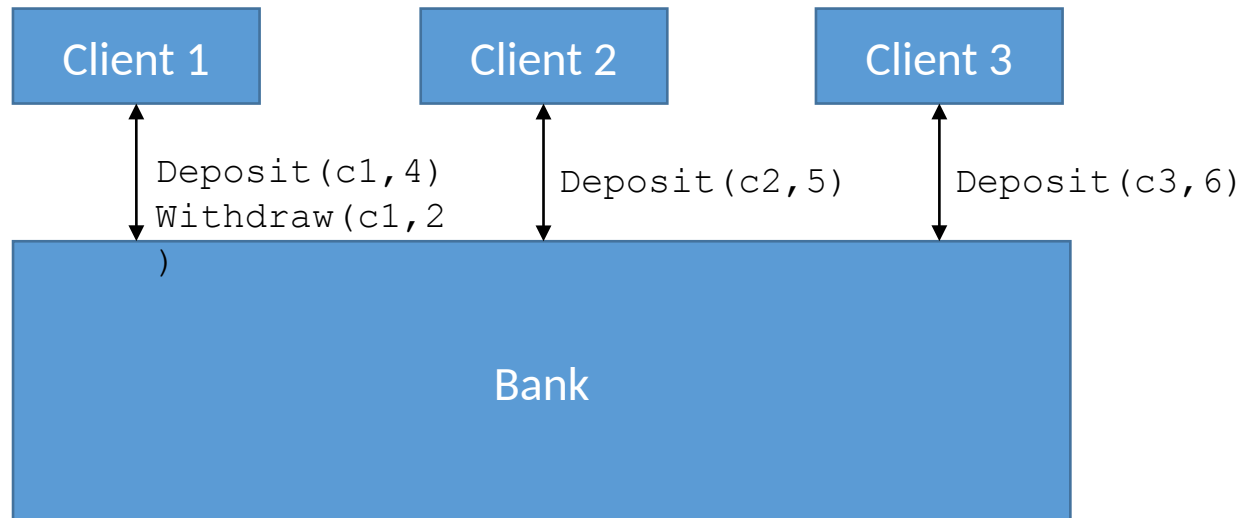 Client 1
Client 2
Client 3
Deposit(c1,4)
Withdraw(c1,2
)
Deposit(c2,5)
Deposit(c3,6)
Bank